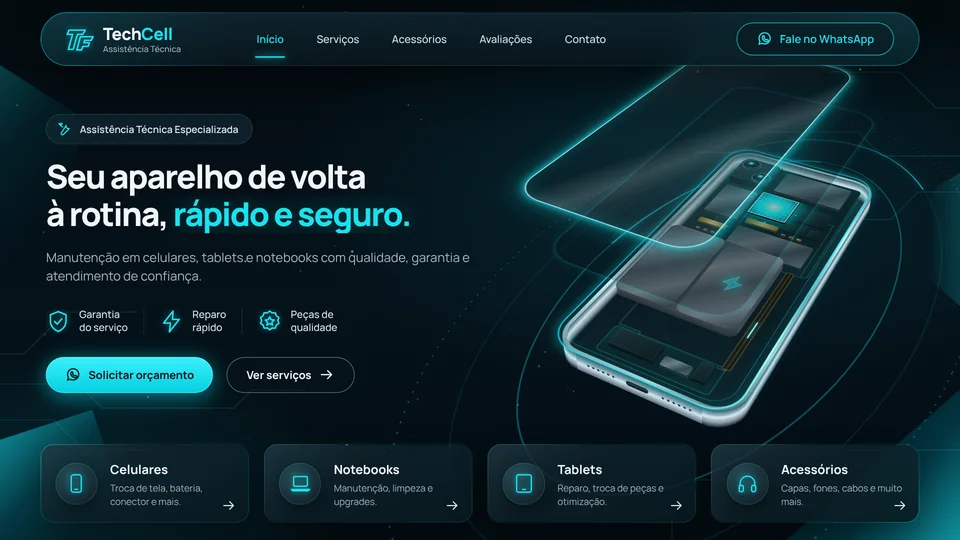 TF
TechCell
Assistência Técnica
Início
Serviços
Acessórios
Avaliações
Contato
Fale no WhatsApp
Assistência Técnica Especializada
Seu aparelho de volta
à rotina, rápido e seguro.
Manutenção em celulares, tablets e notebooks com qualidade, garantia e
atendimento de confiança.
Garantia
do serviço
Reparo
rápido
Peças de
qualidade
Solicitar orçamento
Ver serviços
Celulares
Troca de tela, bateria,
conector e mais.
Notebooks
Manutenção, limpeza e
upgrades.
Tablets
Reparo, troca de peças e
otimização.
Acessórios
Capas, fones, cabos e muito
mais.